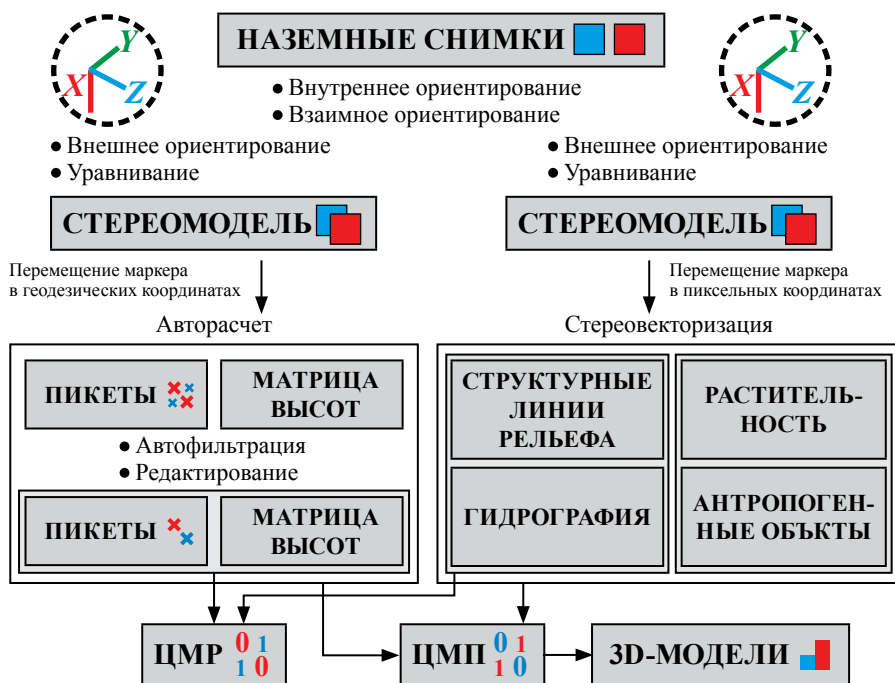 НАЗЕМНЫЕ СНИМКИ
Y
X
Z
Y
X
Z
● Внутреннее ориентирование
● Взаимное ориентирование
● Внешнее ориентирование
● Уравнивание
● Внешнее ориентирование
● Уравнивание
СТЕРЕОМОДЕЛЬ
СТЕРЕОМОДЕЛЬ
Перемещение маркера
в геодезических координатах
Перемещение маркера
в пиксельных координатах
Авторасчет
Стереовекторизация
ПИКЕТЫ
МАТРИЦА
ВЫСОТ
● Автофильтрация
● Редактирование
ПИКЕТЫ
МАТРИЦА
ВЫСОТ
СТРУКТУРНЫЕ
ЛИНИИ
РЕЛЬЕФА
РАСТИТЕЛЬ-
НОСТЬ
ГИДРОГРАФИЯ
АНТРОПОГЕН-
НЫЕ ОБЪКТЫ
ЦМР
0 1
1 0
ЦМП
0 1
1 0
3D-МОДЕЛИ